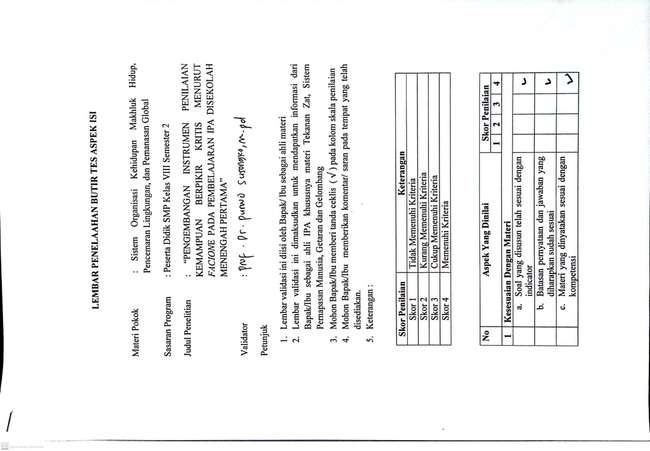 LEMBAR PENELAAHAN BUTIR TES ASPEK ISI
Materi Pokok : Sistem Organisasi Kehidupan Makhluk Hidup,
Pencemaran Lingkungan, dan Pemanasan Global
Sasaran Program : Peserta Didik SMP Kelas VIII Semester 2
Judul Penelitian : "PENGEMBANGAN INSTRUMEN PENILAIAN
KEMAMPUAN BERPIKIR KRITIS MENURUT
FACIONE PADA PEMBELAJARAN IPA DISEKOLAH
MENENGAH PERTAMA"
Validator : Prof. Dr. Purwo Susongko, M.Pd
Petunjuk
1. Lembar validasi ini diisi oleh Bapak/ Ibu sebagai ahli materi
2. Lembar validasi ini dimaksudkan untuk mendapatkan informasi dari
Bapak/Ibu sebagai ahli IPA khususnya materi Tekanan Zat, Sistem
Pernapasan Manusia, Getaran dan Gelombang
3. Mohon Bapak/Ibu memberi tanda ceklis (√) pada kolom skala penilaian
4. Mohon Bapak/Ibu memberikan komentar/ saran pada tempat yang telah
disediakan.
5. Keterangan :
Skor Penilaian Keterangan
Skor 1 Tidak Memenuhi Kriteria
Skor 2 Kurang Memenuhi Kriteria
Skor 3 Cukup Memenuhi Kriteria
Skor 4 Memenuhi Kriteria
No Aspek Yang Dinilai Skor Penilaian
1 2 3 4
1 Kesesuaian Dengan Materi
a. Soal yang disusun telah sesuai dengan ✓
indicator
b. Batasan pernyataan dan jawaban yang ✓
diharapkan sudah sesuai
c. Materi yang dinyatakan sesuai dengan ✓
kompetensi